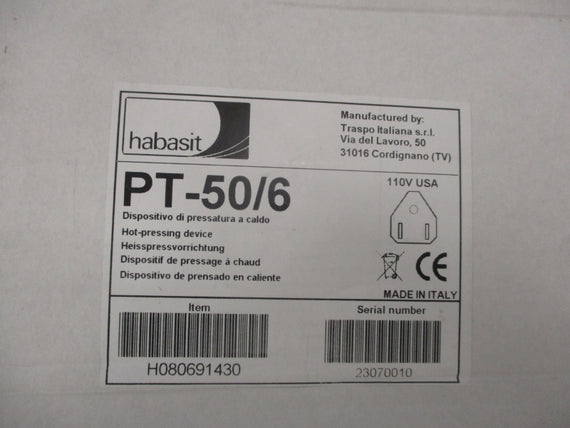 habasit
Manufactured by:
Traspo Italiana s.r.l.
Via del Lavoro, 50
31016 Cordignano (TV)
PT-50/6
110V USA
Dispositivo di pressatura a caldo
Hot-pressing device
Heisspressvorrichtung
Dispositif de pressage à chaud
Dispositivo de prensado en caliente
CE
MADE IN ITALY
Item
Serial number
H080691430
23070010